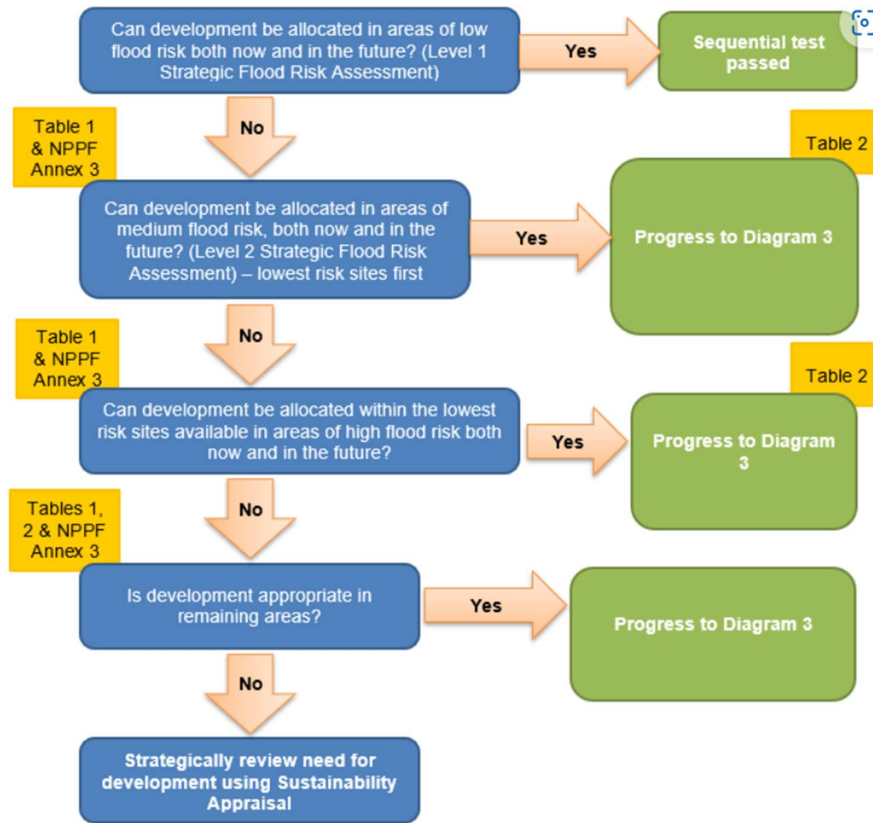 Can development be allocated in areas of low
flood risk both now and in the future? (Level 1
Strategic Flood Risk Assessment)
Yes
Sequential test
passed
No
Table 1
& NPPF
Annex 3
Table 2
Can development be allocated in areas of
medium flood risk, both now and in the
future? (Level 2 Strategic Flood Risk
Assessment) – lowest risk sites first
Yes
Progress to Diagram 3
No
Table 1
& NPPF
Annex 3
Table 2
Can development be allocated within the lowest
risk sites available in areas of high flood risk both
now and in the future?
Yes
Progress to Diagram
3
No
Tables 1,
2 & NPPF
Annex 3
Is development appropriate in
remaining areas?
Yes
Progress to Diagram 3
No
Strategically review need for
development using Sustainability
Appraisal